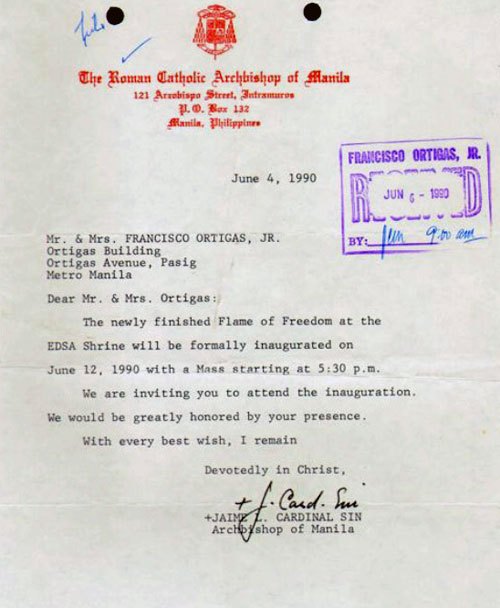 The Roman Catholic Archbishop of Manila
121 Arzobispo Street, Intramuros
P. O. Box 132
Manila, Philippines
June 4, 1990
FRANCISCO ORTIGAS, JR.
RECEIVED
JUN 6 - 1990
BY: 9:00 am
Mr. & Mrs. FRANCISCO ORTIGAS, JR.
Ortigas Building
Ortigas Avenue, Pasig
Metro Manila
Dear Mr. & Mrs. Ortigas:
The newly finished Flame of Freedom at the
EDSA Shrine will be formally inaugurated on
June 12, 1990 with a Mass starting at 5:30 p.m.
We are inviting you to attend the inauguration.
We would be greatly honored by your presence.
With every best wish, I remain
Devotedly in Christ,
+ J. Card. Sin
+JAIME L. CARDINAL SIN
Archbishop of Manila